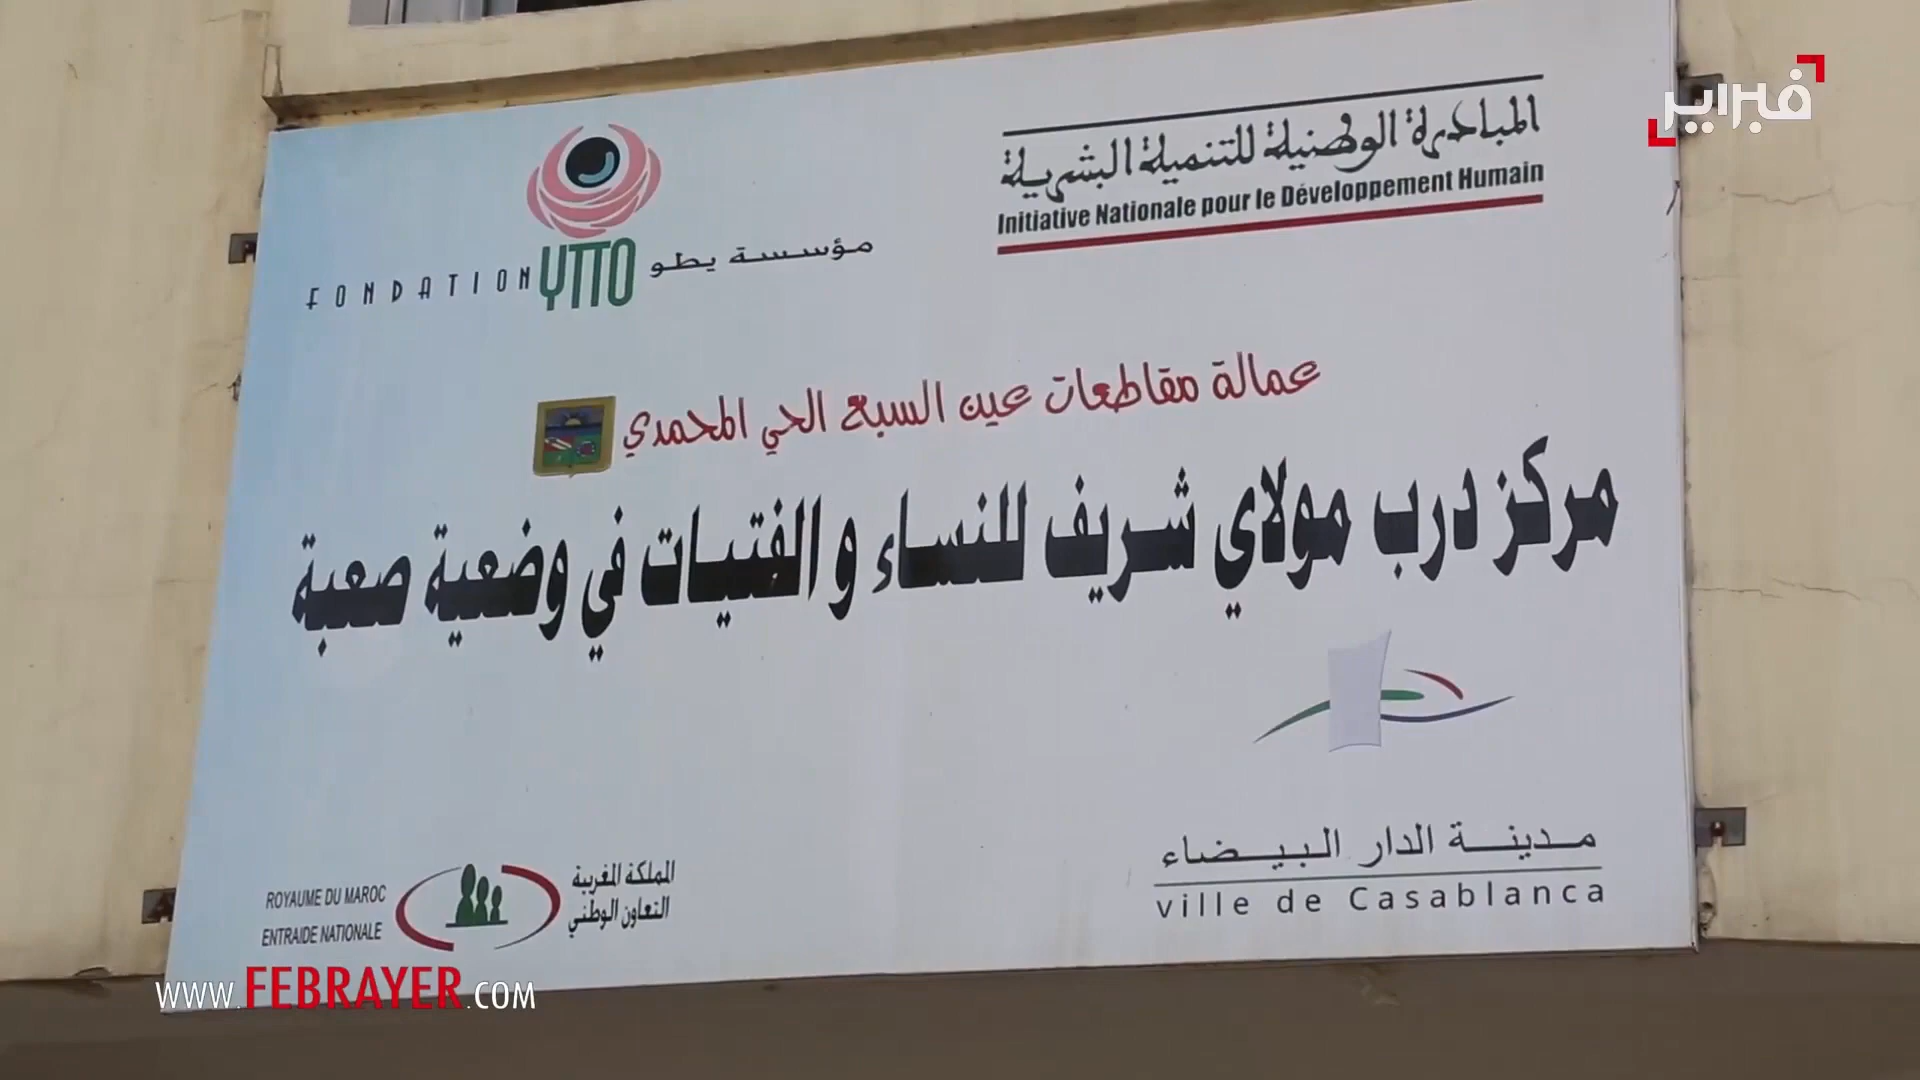 فبراير
المبادرة الوطنية للتنمية البشرية
Initiative Nationale pour le Développement Humain
FONDATION YTTO مؤسسة يطو
عمالة مقاطعات عين السبع الحي المحمدي
مركز درب مولاي شريف للنساء و الفتيات في وضعية صعبة
مدينة الدار البيضاء
ville de Casablanca
المملكة المغربية
التعاون الوطني
ROYAUME DU MAROC
ENTRAIDE NATIONALE
WWW.FEBRAYER.COM